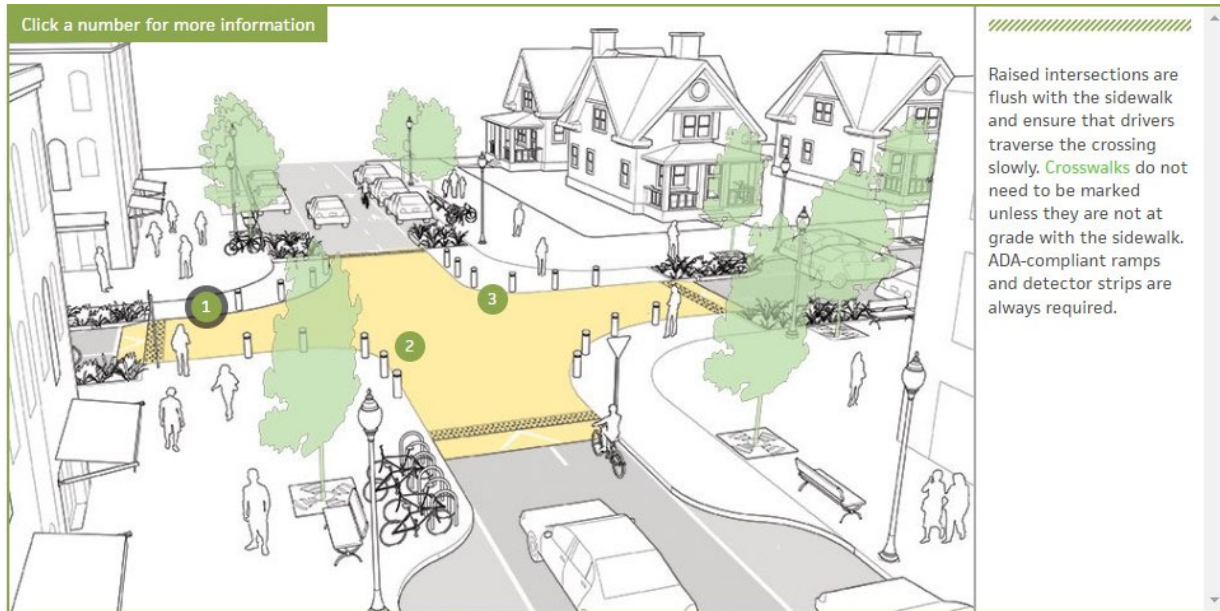 Click a number for more information
1
2
3
Raised intersections are
flush with the sidewalk
and ensure that drivers
traverse the crossing
slowly. Crosswalks do not
need to be marked
unless they are not at
grade with the sidewalk.
ADA-compliant ramps
and detector strips are
always required.